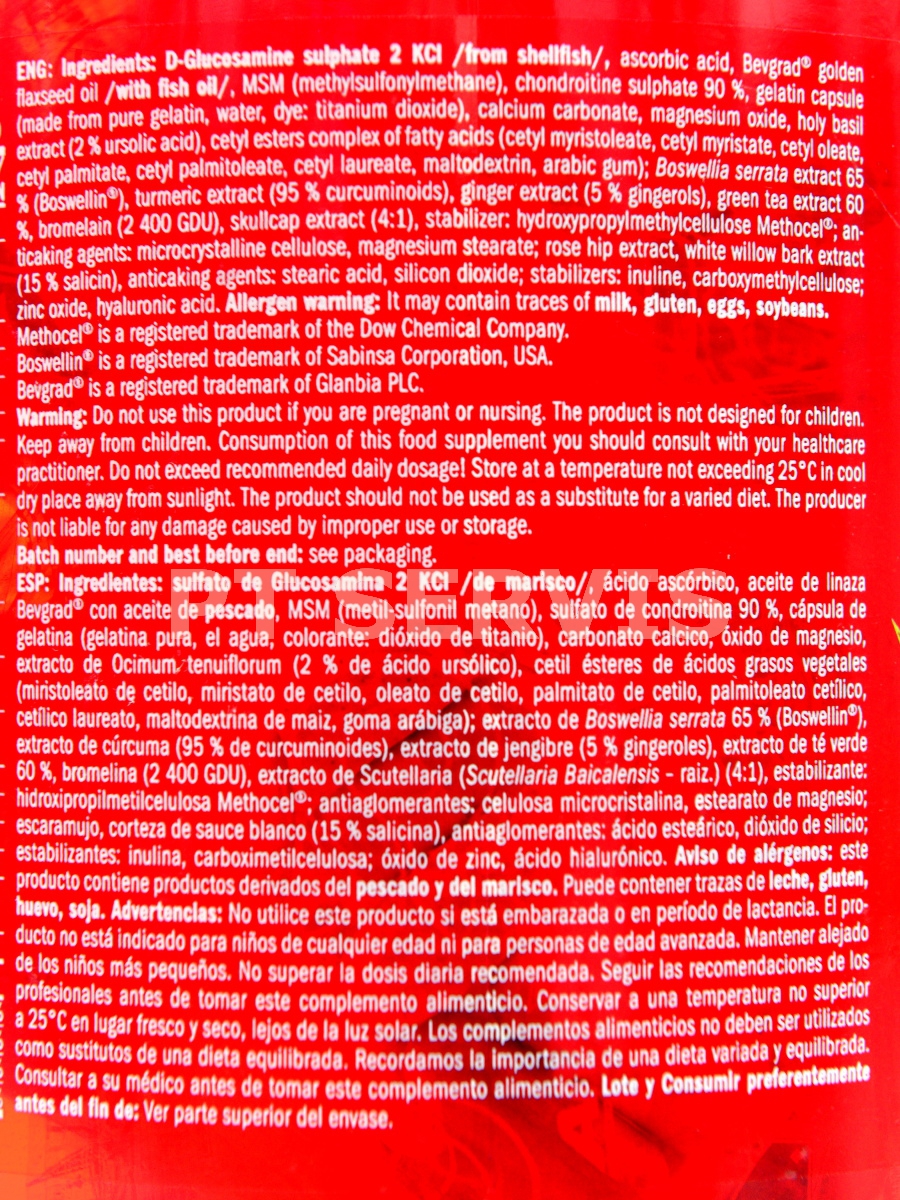 ENG: Ingredients: D-Glucosamine sulphate 2 KCl /from shellfish/, ascorbic acid, Bevgrad® golden
flaxseed oil /with fish oil/, MSM (methylsulfonylmethane), chondroitine sulphate 90 %, gelatin capsule
(made from pure gelatin, water, dye: titanium dioxide), calcium carbonate, magnesium oxide, holy basil
extract (2 % ursolic acid), cetyl esters complex of fatty acids (cetyl myristoleate, cetyl myristate, cetyl oleate,
cetyl palmitate, cetyl palmitoleate, cetyl laureate, maltodextrin, arabic gum); Boswellia serrata extract 65
% (Boswellin®), turmeric extract (95 % curcuminoids), ginger extract (5 % gingerols), green tea extract 60
%, bromelain (2 400 GDU), skullcap extract (4:1), stabilizer: hydroxypropylmethylcellulose Methocel®; an-
ticaking agents: microcrystalline cellulose, magnesium stearate; rose hip extract, white willow bark extract
(15 % salicin), anticaking agents: stearic acid, silicon dioxide; stabilizers: inuline, carboxymethylcellulose;
zinc oxide, hyaluronic acid. Allergen warning: It may contain traces of milk, gluten, eggs, soybeans.
Methocel® is a registered trademark of the Dow Chemical Company.
Boswellin® is a registered trademark of Sabinsa Corporation, USA.
Bevgrad® is a registered trademark of Glanbia PLC.
Warning: Do not use this product if you are pregnant or nursing. The product is not designed for children.
Keep away from children. Consumption of this food supplement you should consult with your healthcare
practitioner. Do not exceed recommended daily dosage! Store at a temperature not exceeding 25°C in cool
dry place away from sunlight. The product should not be used as a substitute for a varied diet. The producer
is not liable for any damage caused by improper use or storage.
Batch number and best before end: see packaging.
PT SERVIS
ESP: Ingredientes: sulfato de Glucosamina 2 KCl /de marisco/, ácido ascórbico, aceite de linaza
Bevgrad® con aceite de pescado, MSM (metil-sulfonil metano), sulfato de condroitina 90 %, cápsula de
gelatina (gelatina pura, el agua, colorante: dióxido de titanio), carbonato calcico, óxido de magnesio,
extracto de Ocimum tenuiflorum (2 % de ácido ursólico), cetil ésteres de ácidos grasos vegetales
(miristoleato de cetilo, miristato de cetilo, oleato de cetilo, palmitato de cetilo, palmitoleato cetílico,
cetílico laureato, maltodextrina de maiz, goma arábiga); extracto de Boswellia serrata 65 % (Boswellin®),
extracto de cúrcuma (95 % de curcuminoides), extracto de jengibre (5 % gingeroles), extracto de té verde
60 %, bromelina (2 400 GDU), extracto de Scutellaria (Scutellaria Baicalensis - raiz.) (4:1), estabilizante:
hidroxipropilmetilcelulosa Methocel®; antiaglomerantes: celulosa microcristalina, estearato de magnesio;
escaramujo, corteza de sauce blanco (15 % salicina), antiaglomerantes: ácido esteárico, dióxido de silicio;
estabilizantes: inulina, carboximetilcelulosa; óxido de zinc, ácido hialurónico. Aviso de alérgenos: este
producto contiene productos derivados del pescado y del marisco. Puede contener trazas de leche, gluten,
huevo, soja. Advertencias: No utilice este producto si está embarazada o en período de lactancia. El pro-
ducto no está indicado para niños de cualquier edad ni para personas de edad avanzada. Mantener alejado
de los niños más pequeños. No superar la dosis diaria recomendada. Seguir las recomendaciones de los
profesionales antes de tomar este complemento alimenticio. Conservar a una temperatura no superior
a 25°C en lugar fresco y seco, lejos de la luz solar. Los complementos alimenticios no deben ser utilizados
como sustitutos de una dieta equilibrada. Recordamos la importancia de una dieta variada y equilibrada.
Consultar a su médico antes de tomar este complemento alimenticio. Lote y Consumir preferentemente
antes del fin de: Ver parte superior del envase.